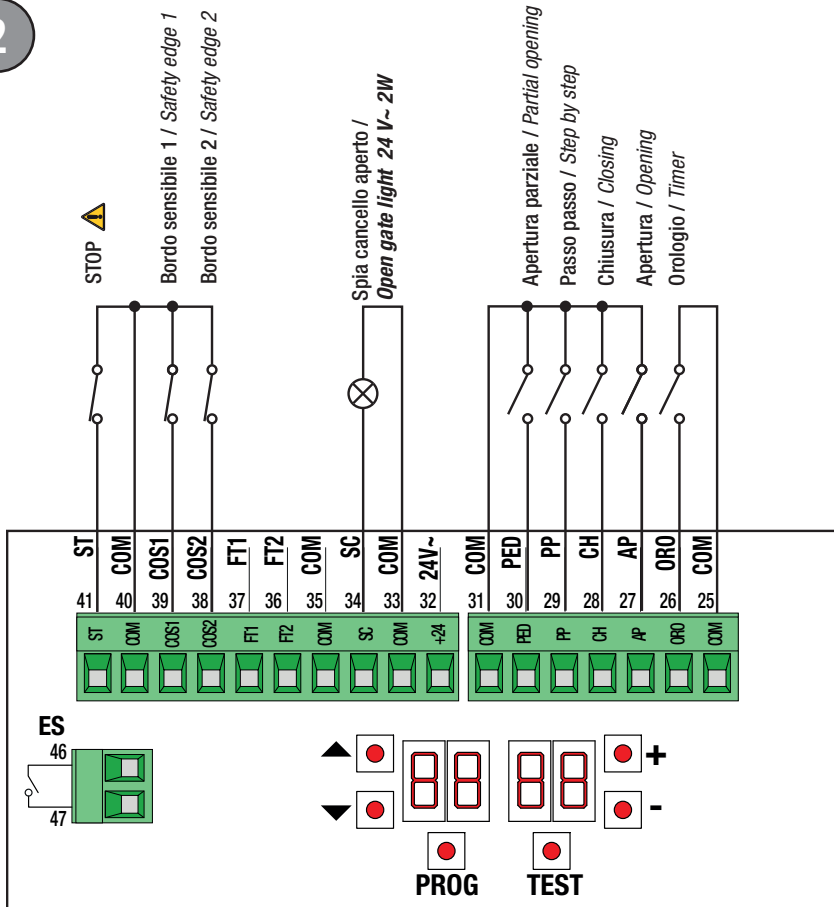 2
STOP
Bordo sensibile 1 / Safety edge 1
Bordo sensibile 2 / Safety edge 2
Spia cancello aperto /
Open gate light 24 V~ 2W
Apertura parziale / Partial opening
Passo passo / Step by step
Chiusura / Closing
Apertura / Opening
Orologio / Timer
ST COM COS1 COS2 FT1 FT2 COM SC COM 24V~ COM PED PP CH AP ORO COM
41 40 39 38 37 36 35 34 33 32 31 30 29 28 27 26 25
ST COM COS1 COS2 FT1 FT2 COM SC COM +24 COM PED PP CH AP ORO COM
ES
46
47
88 88
+
-
PROG TEST